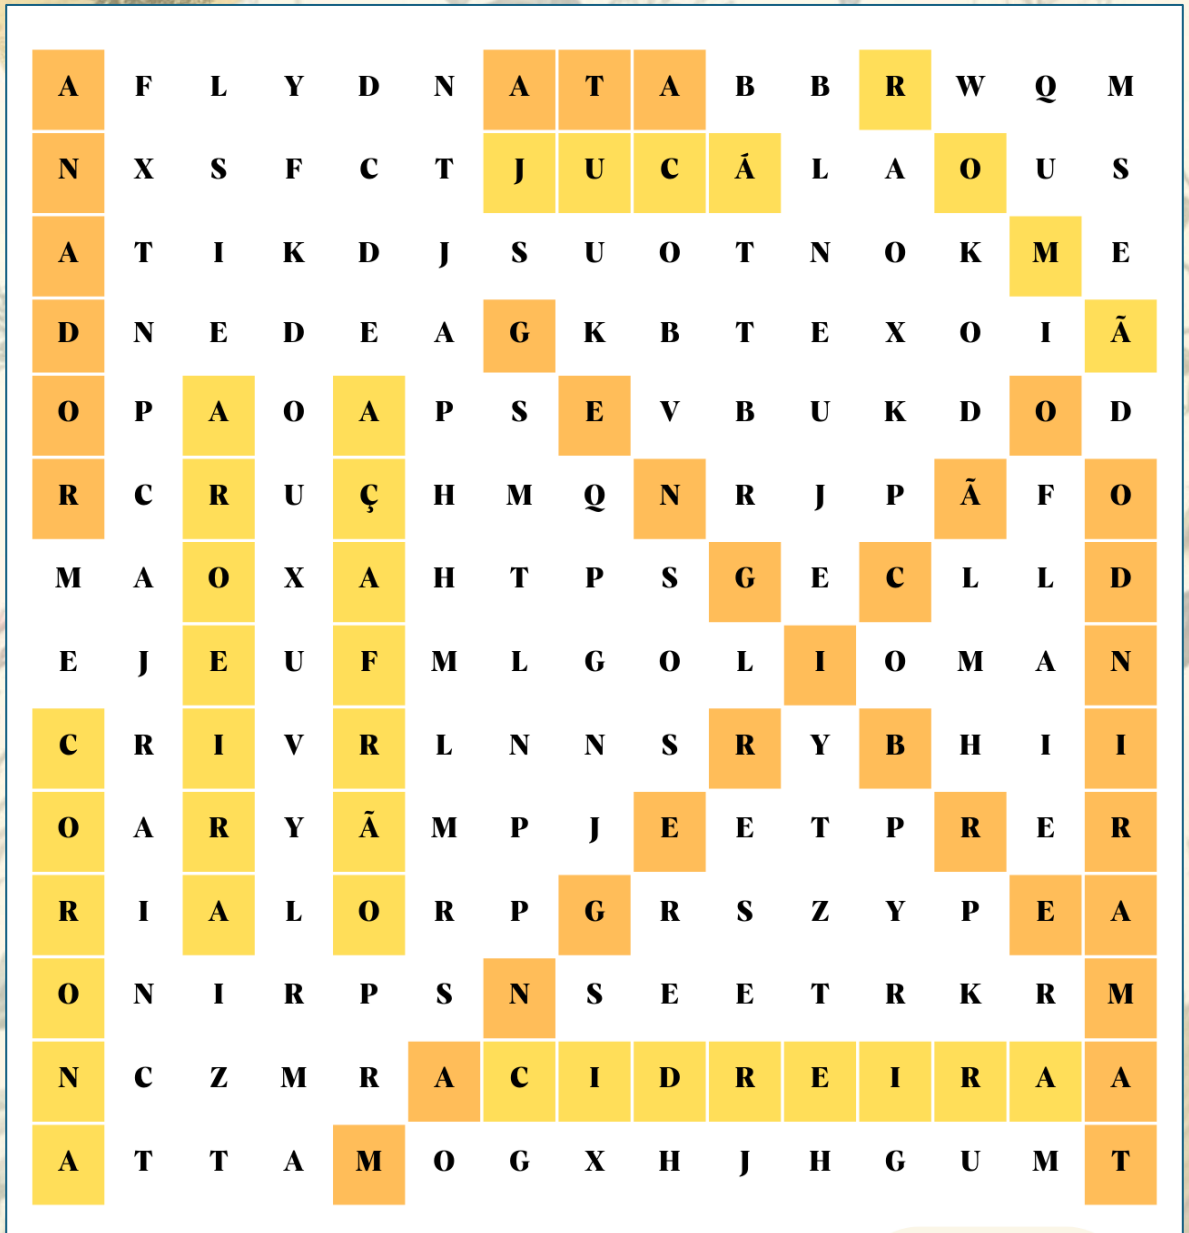 A F L Y D N A T A B B R W Q M
N X S F C T J U C Á L A O U S
A T I K D J S U O T N O K M E
D N E D E A G K B T E X O I Ã
O P A O A P S E V B U K D O D
R C R U Ç H M Q N R J P Ã F O
M A O X A H T P S G E C L L D
E J E U F M L G O L I O M A N
C R I V R L N N S R Y B H I I
O A R Y Ã M P J E E T P R E R
R I A L O R P G R S Z Y P E A
O N I R P S N S E E T R K R M
N C Z M R A C I D R E I R A A
A T T A M O G X H J H G U M T